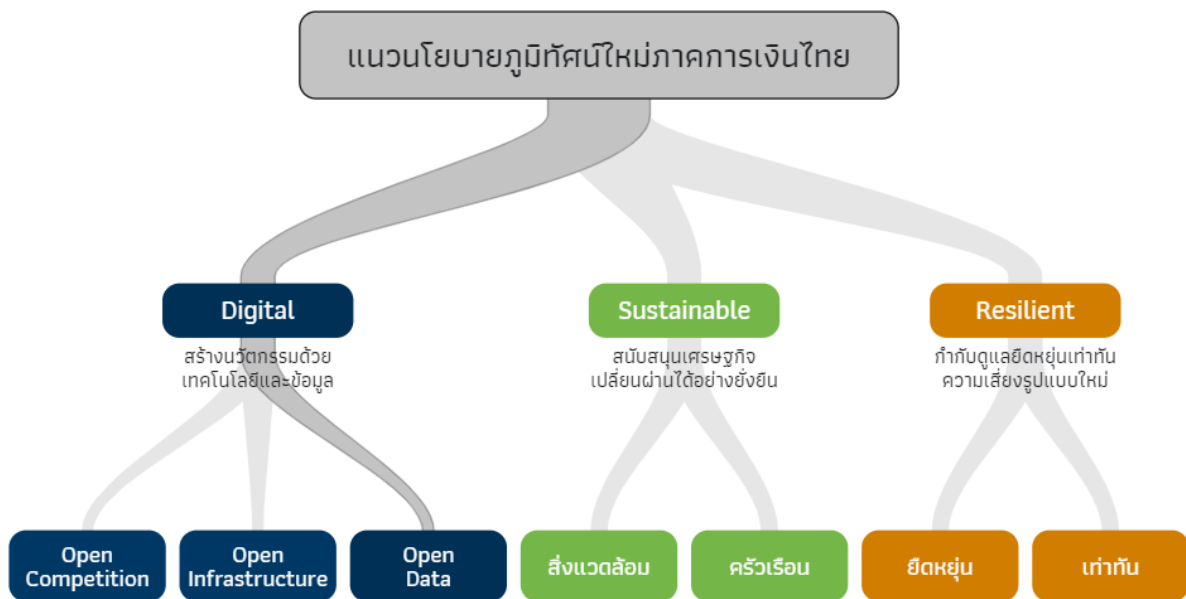 แนวนโยบายภูมิทัศน์ใหม่ภาคการเงินไทย
Digital
สร้างนวัตกรรมด้วย
เทคโนโลยีและข้อมูล
Sustainable
สนับสนุนเศรษฐกิจ
เปลี่ยนผ่านได้อย่างยั่งยืน
Resilient
กำกับดูแลยืดหยุ่นเท่าทัน
ความเสี่ยงรูปแบบใหม่
Open
Competition
Open
Infrastructure
Open
Data
สิ่งแวดล้อม
ครัวเรือน
ยืดหยุ่น
เท่าทัน